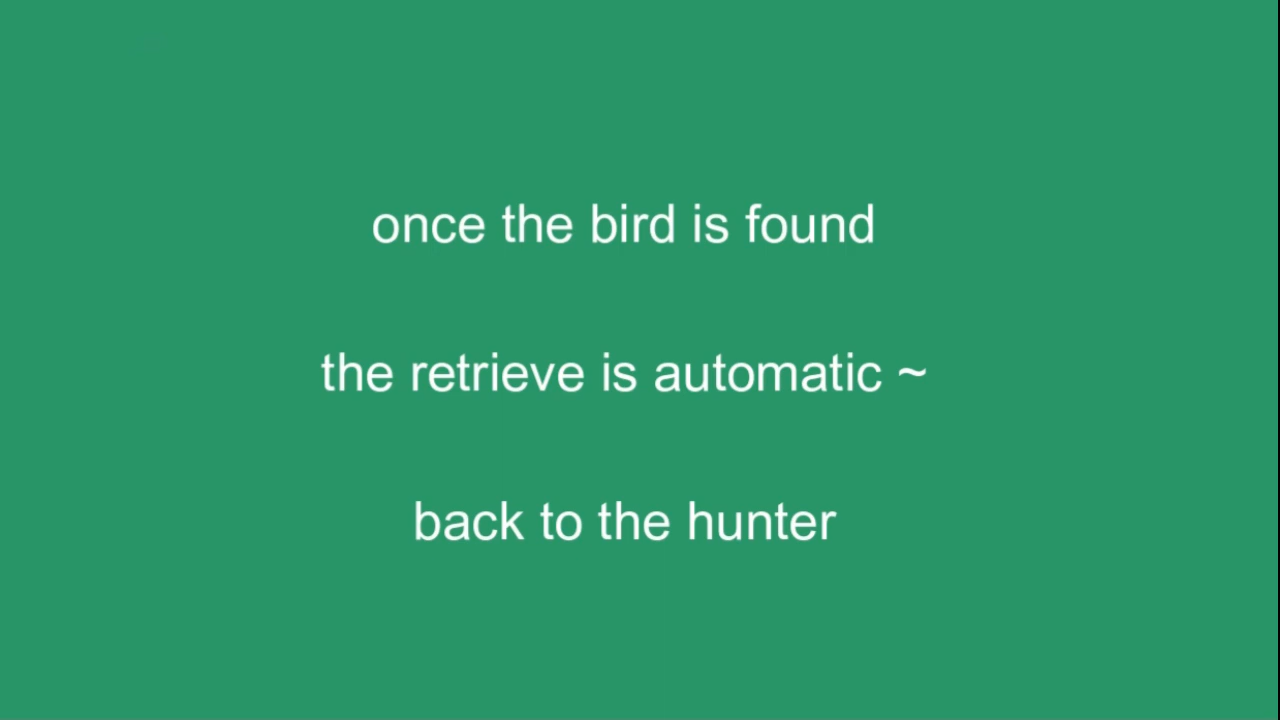 once the bird is found
the retrieve is automatic ~
back to the hunter